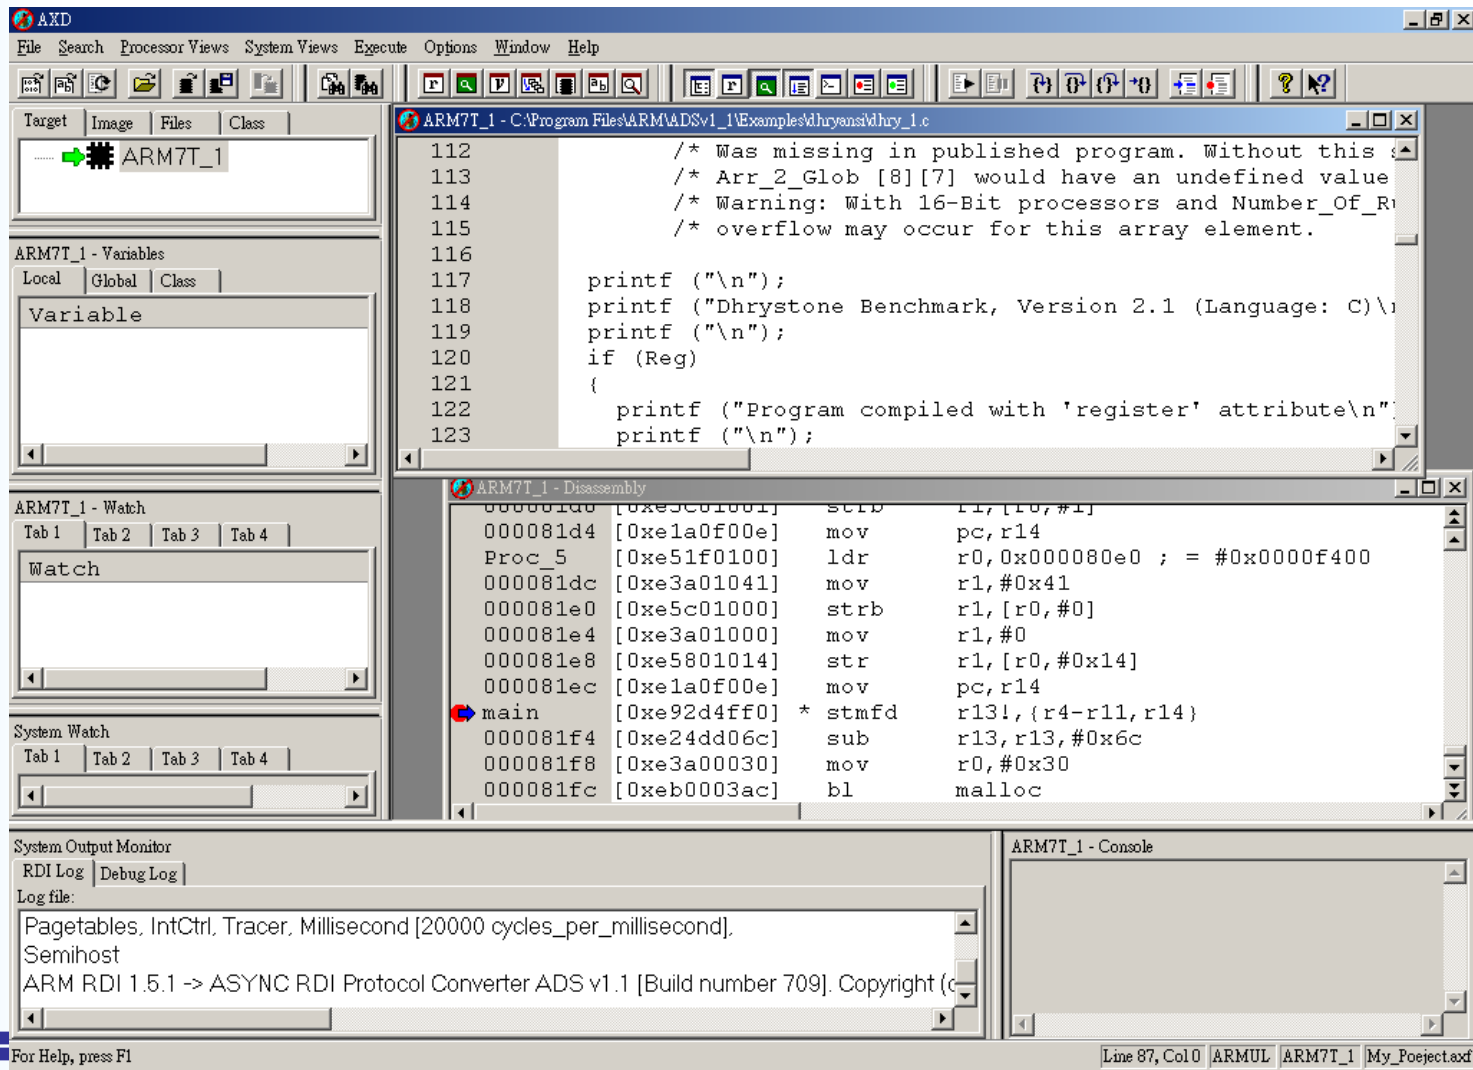 AXD
File Search Processor Views System Views Execute Options Window Help
Target Image Files Class
ARM7T_1
ARM7T_1 - Variables
Local Global Class
Variable
ARM7T_1 - Watch
Tab 1 Tab 2 Tab 3 Tab 4
Watch
System Watch
Tab 1 Tab 2 Tab 3 Tab 4
ARM7T_1 - C:\Program Files\ARM\ADSv1_1\Examples\dhryansi\dhry_1.c
112 /* Was missing in published program. Without this
113 /* Arr_2_Glob [8][7] would have an undefined value
114 /* Warning: With 16-Bit processors and Number_Of_R
115 /* overflow may occur for this array element.
116
117 printf ("\n");
118 printf ("Dhrystone Benchmark, Version 2.1 (Language: C)\
119 printf ("\n");
120 if (Reg)
121 {
122 printf ("Program compiled with 'register' attribute\n"
123 printf ("\n");
ARM7T_1 - Disassembly
000081d0 [0xe5c01001] strb r1,[r0,#1]
000081d4 [0xe1a0f00e] mov pc,r14
Proc_5 [0xe51f0100] ldr r0,0x000080e0 ; = #0x0000f400
000081dc [0xe3a01041] mov r1,#0x41
000081e0 [0xe5c01000] strb r1,[r0,#0]
000081e4 [0xe3a01000] mov r1,#0
000081e8 [0xe5801014] str r1,[r0,#0x14]
000081ec [0xe1a0f00e] mov pc,r14
main [0xe92d4ff0] * stmfd r13!,{r4-r11,r14}
000081f4 [0xe24dd06c] sub r13,r13,#0x6c
000081f8 [0xe3a00030] mov r0,#0x30
000081fc [0xeb0003ac] bl malloc
System Output Monitor
RDI Log Debug Log
Log file:
Pagetables, IntCtrl, Tracer, Millisecond [20000 cycles_per_millisecond],
Semihost
ARM RDI 1.5.1 -> ASYNC RDI Protocol Converter ADS v1.1 [Build number 709]. Copyright (c
ARM7T_1 - Console
For Help, press F1
Line 87, Col 0 ARMUL ARM7T_1 My_Poeject.axf